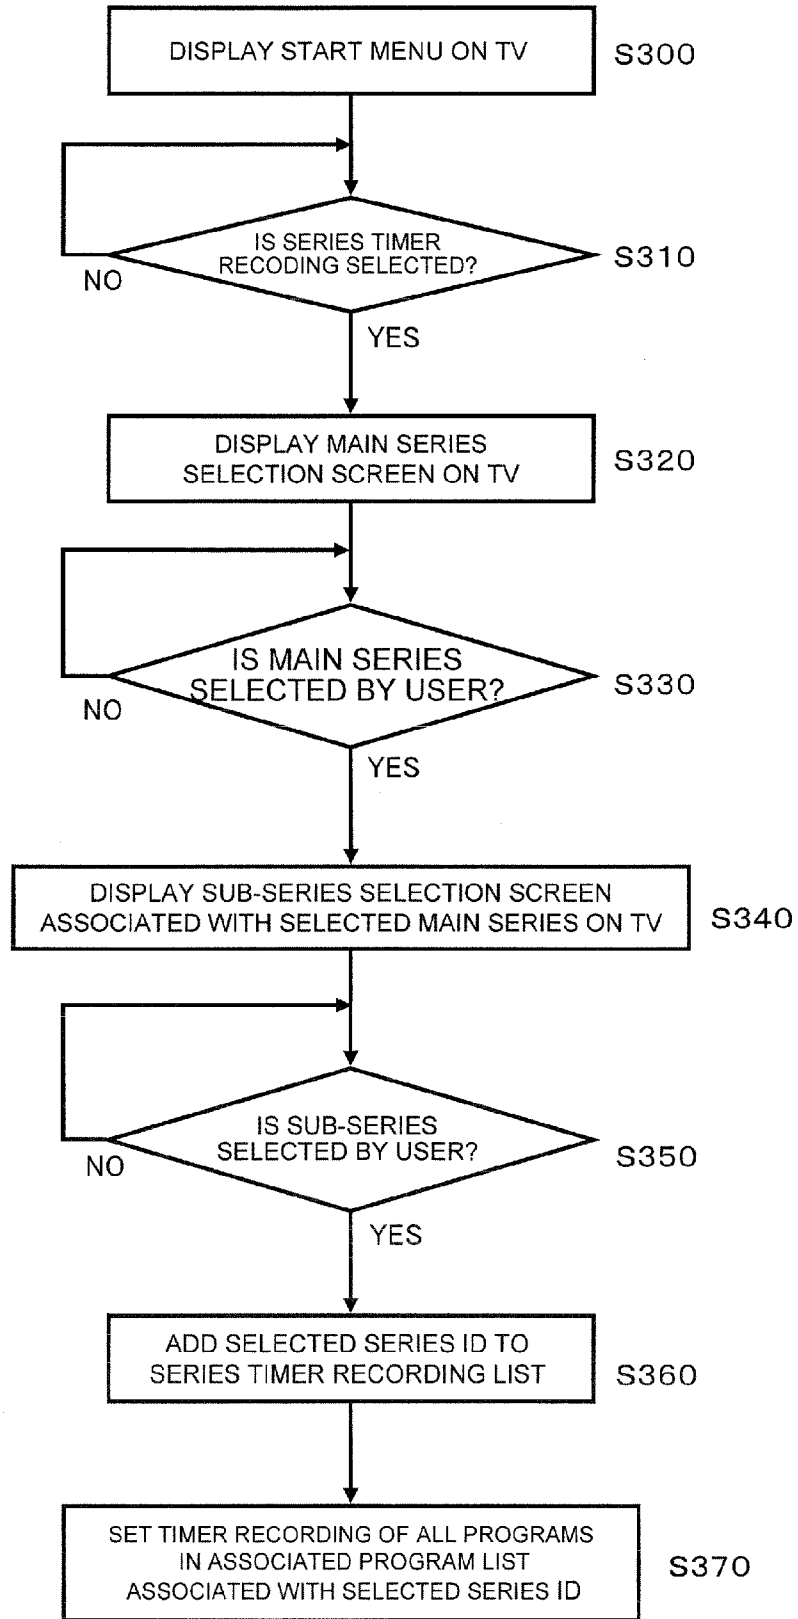 DISPLAY START MENU ON TV
S300
IS SERIES TIMER
RECODING SELECTED?
S310
NO
YES
DISPLAY MAIN SERIES
SELECTION SCREEN ON TV
S320
IS MAIN SERIES
SELECTED BY USER?
S330
NO
YES
DISPLAY SUB-SERIES SELECTION SCREEN
ASSOCIATED WITH SELECTED MAIN SERIES ON TV
S340
IS SUB-SERIES
SELECTED BY USER?
S350
NO
YES
ADD SELECTED SERIES ID TO
SERIES TIMER RECORDING LIST
S360
SET TIMER RECORDING OF ALL PROGRAMS
IN ASSOCIATED PROGRAM LIST
ASSOCIATED WITH SELECTED SERIES ID
S370